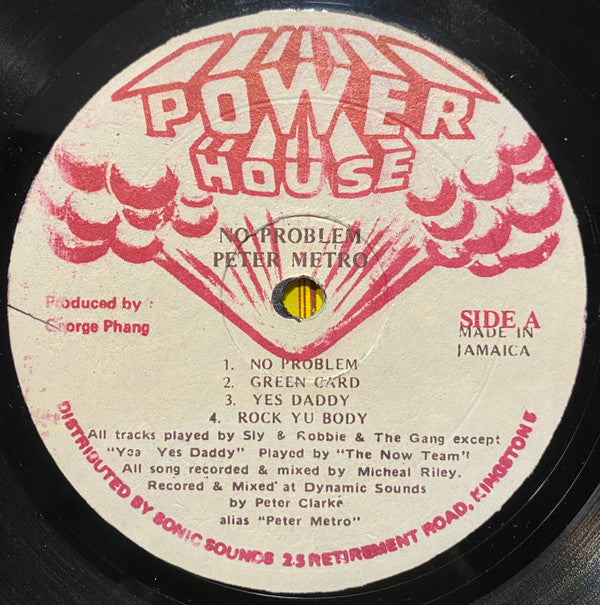 POWER
HOUSE
NO PROBLEM
PETER METRO
Produced by :
George Phang
SIDE A
MADE IN
JAMAICA
1. NO PROBLEM
2. GREEN CARD
3. YES DADDY
4. ROCK YU BODY
All tracks played by Sly & Robbie & The Gang except
"Yea Yes Daddy" Played by "The Now Team"!
All song recorded & mixed by Micheal Riley.
Recored & Mixed at Dynamic Sounds
by Peter Clarke
alias "Peter Metro"
DISTRIBUTED BY SONIC SOUNDS 25 RETIREMENT ROAD, KINGSTON 5